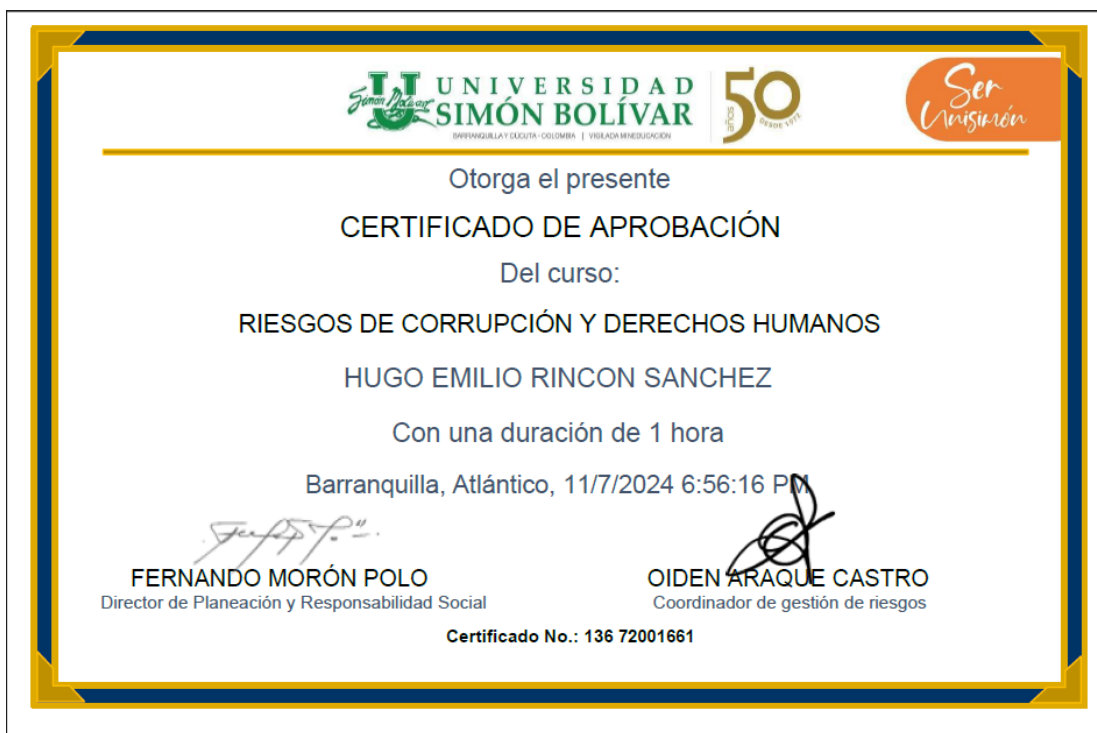 Simón Bolívar
UNIVERSIDAD
SIMÓN BOLÍVAR
BARRANQUILLA Y CÚCUTA - COLOMBIA | VIGILADA MINEDUCACIÓN
50
AÑOS
DESDE 1972
Ser
Unisimón
Otorga el presente
CERTIFICADO DE APROBACIÓN
Del curso:
RIESGOS DE CORRUPCIÓN Y DERECHOS HUMANOS
HUGO EMILIO RINCON SANCHEZ
Con una duración de 1 hora
Barranquilla, Atlántico, 11/7/2024 6:56:16 PM
FERNANDO MORÓN POLO
Director de Planeación y Responsabilidad Social
OIDEN ARAQUE CASTRO
Coordinador de gestión de riesgos
Certificado No.: 136 72001661